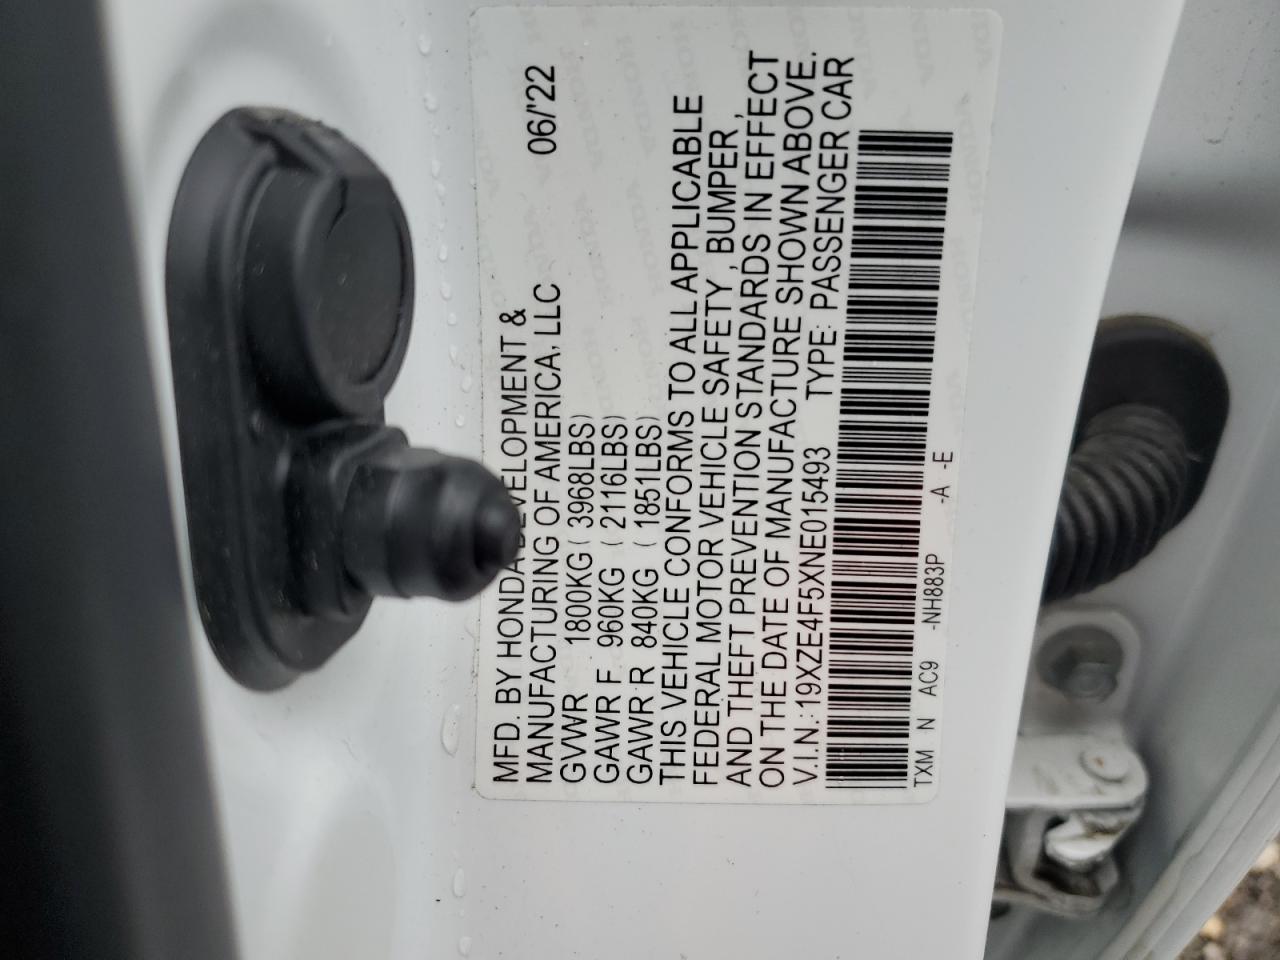 MFD. BY HONDA DEVELOPMENT &
MANUFACTURING OF AMERICA, LLC 06/'22
GVWR 1800KG ( 3968LBS)
GAWR F 960KG ( 2116LBS)
GAWR R 840KG ( 1851LBS)
THIS VEHICLE CONFORMS TO ALL APPLICABLE
FEDERAL MOTOR VEHICLE SAFETY , BUMPER ,
AND THEFT PREVENTION STANDARDS IN EFFECT
ON THE DATE OF MANUFACTURE SHOWN ABOVE.
V.I.N.: 19XZE4F5XNE015493 TYPE: PASSENGER CAR
TXM N AC9 -NH883P -A -E